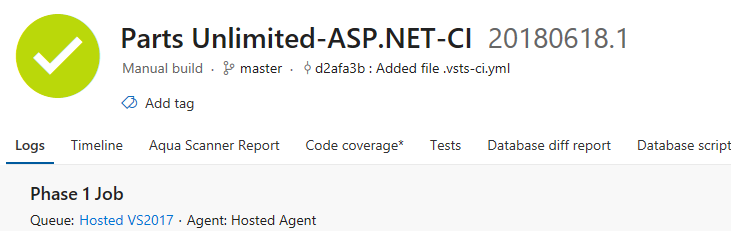 Parts Unlimited-ASP.NET-CI 20180618.1
Manual build · master · d2afa3b : Added file .vsts-ci.yml
Add tag
Logs Timeline Aqua Scanner Report Code coverage* Tests Database diff report Database script
Phase 1 Job
Queue: Hosted VS2017 · Agent: Hosted Agent